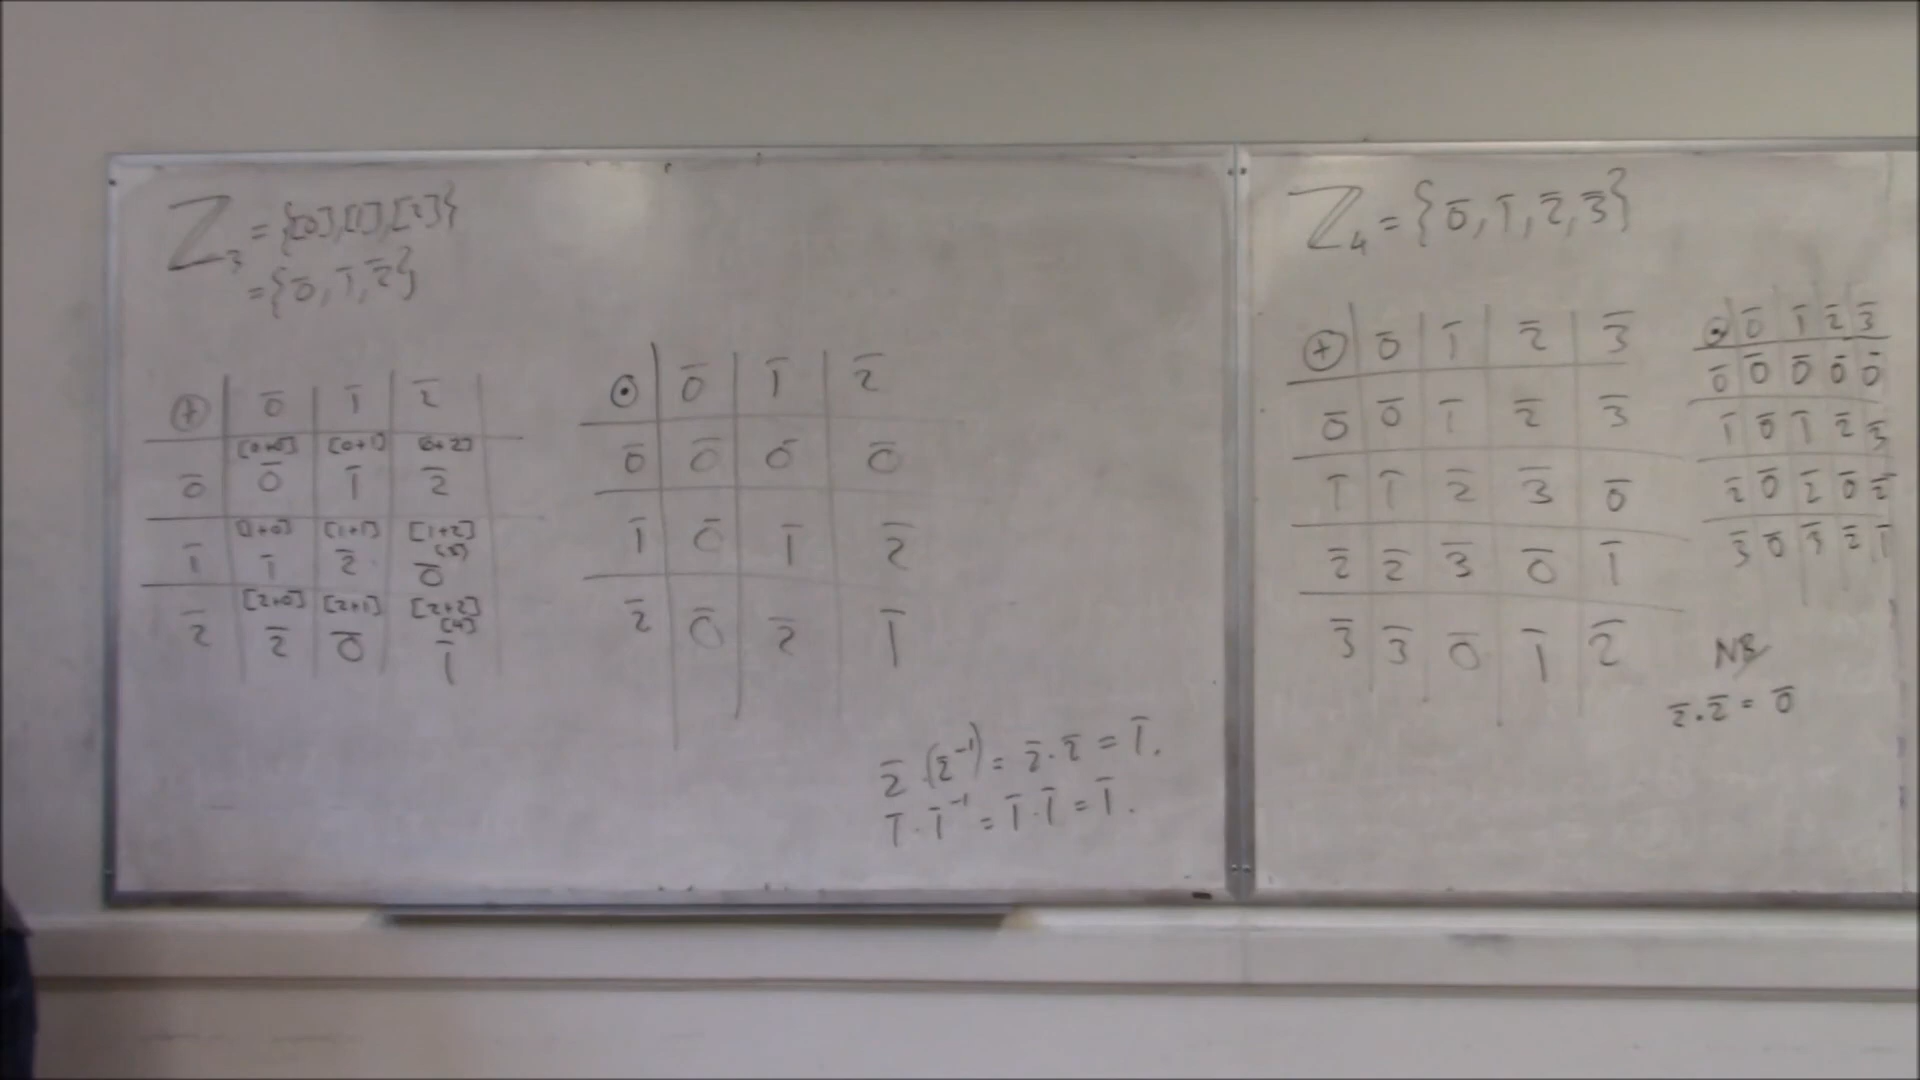 ℤ₃ = {[0],[1],[2]}
= {0̄, 1̄, 2̄}
⊕ 0̄ 1̄ 2̄
[0+0] [0+1] [0+2]
0̄ 0̄ 1̄ 2̄
[1+0] [1+1] [1+2]
[3]
1̄ 1̄ 2̄ 0̄
[2+0] [2+1] [2+2]
[4]
2̄ 2̄ 0̄ 1̄
⊙ 0̄ 1̄ 2̄
0̄ 0̄ 0̄ 0̄
1̄ 0̄ 1̄ 2̄
2̄ 0̄ 2̄ 1̄
2̄·(2̄⁻¹) = 2̄·2̄ = 1̄.
1̄·1̄⁻¹ = 1̄·1̄ = 1̄.
ℤ₄ = {0̄, 1̄, 2̄, 3̄}
⊕ 0̄ 1̄ 2̄ 3̄
0̄ 0̄ 1̄ 2̄ 3̄
1̄ 1̄ 2̄ 3̄ 0̄
2̄ 2̄ 3̄ 0̄ 1̄
3̄ 3̄ 0̄ 1̄ 2̄
⊙ 0̄ 1̄ 2̄ 3̄
0̄ 0̄ 0̄ 0̄ 0̄
1̄ 0̄ 1̄ 2̄ 3̄
2̄ 0̄ 2̄ 0̄ 2̄
3̄ 0̄ 3̄ 2̄ 1̄
NB
2̄·2̄ = 0̄